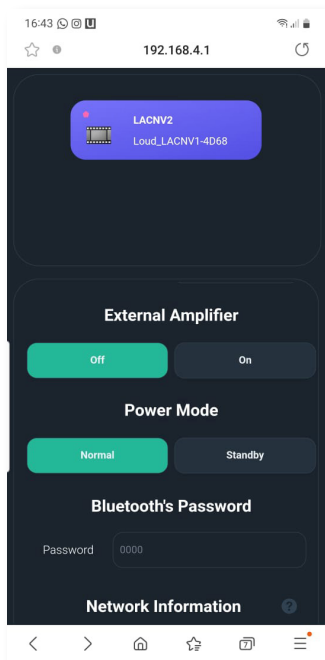 16:43
192.168.4.1
LACNV2
Loud_LACNV1-4D68
External Amplifier
Off On
Power Mode
Normal Standby
Bluetooth's Password
Password 0000
Network Information ?
7